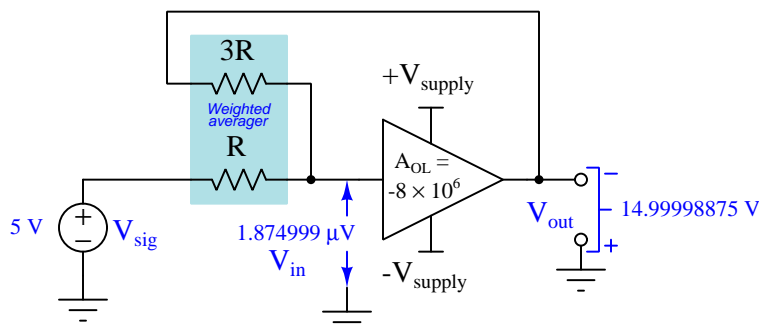 3R
Weighted
averager
R
+V_supply
A_OL =
-8 × 10^6
-V_supply
5 V
+
−
V_sig
1.874999 μV
V_in
V_out
−
14.99998875 V
+